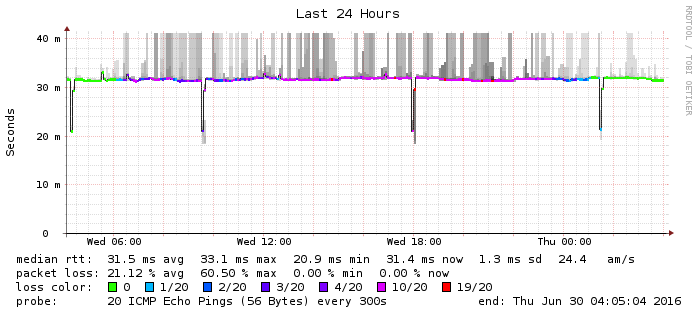 Last 24 Hours
RRDTOOL / TOBI OETIKER
Seconds
40 m
30 m
20 m
10 m
0
Wed 06:00 Wed 12:00 Wed 18:00 Thu 00:00
median rtt: 31.5 ms avg 33.1 ms max 20.9 ms min 31.4 ms now 1.3 ms sd 24.4 am/s
packet loss: 21.12 % avg 60.50 % max 0.00 % min 0.00 % now
loss color: 0 1/20 2/20 3/20 4/20 10/20 19/20
probe: 20 ICMP Echo Pings (56 Bytes) every 300s end: Thu Jun 30 04:05:04 2016